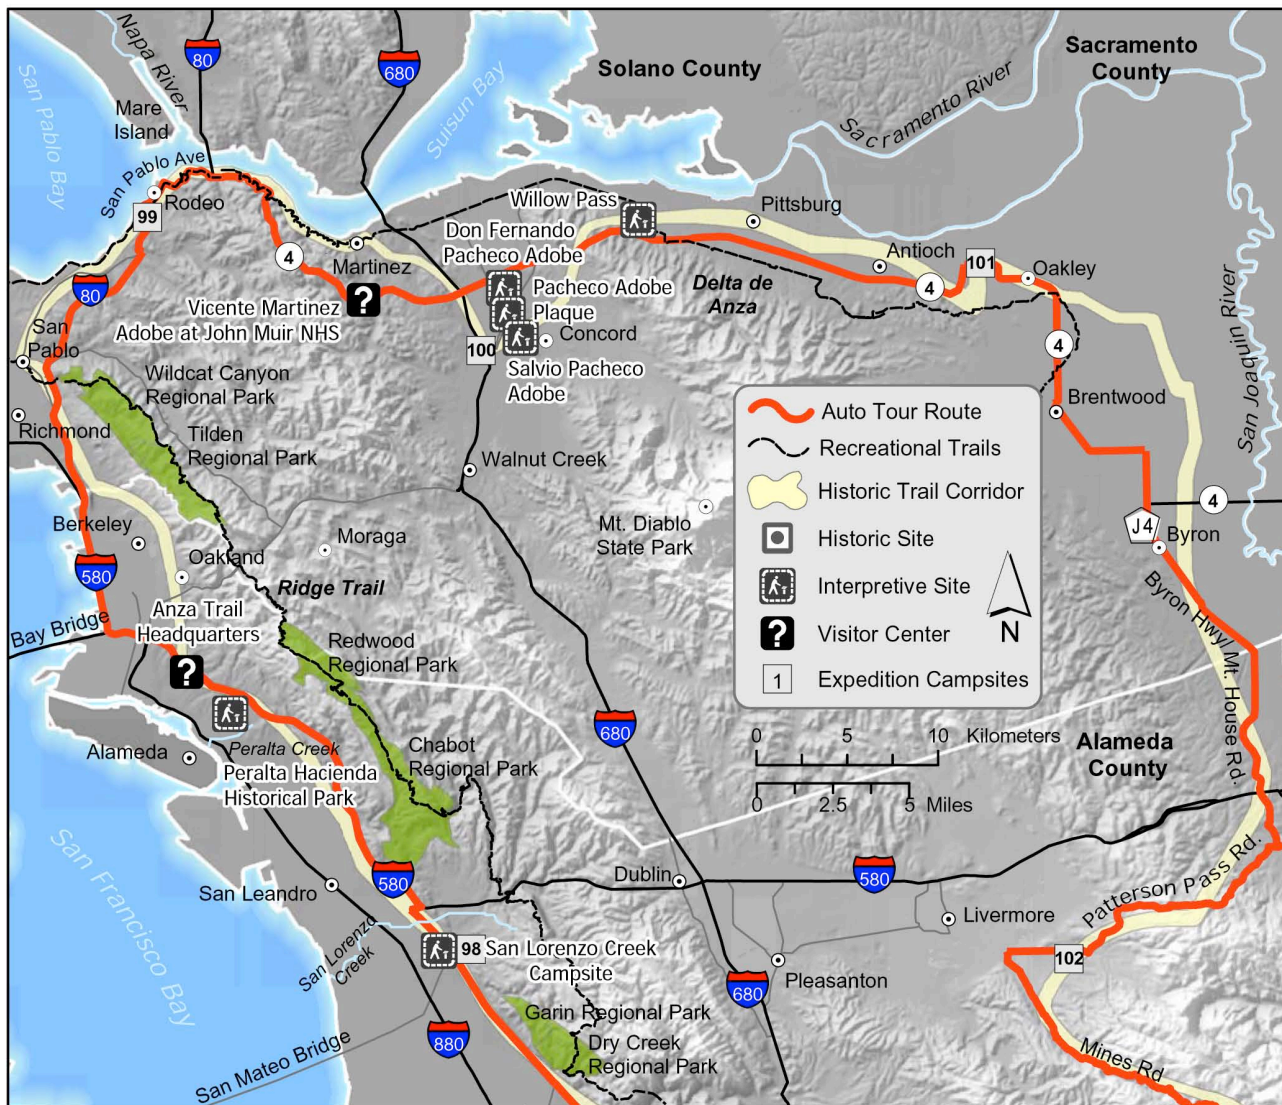 Napa River
80
680
Solano County
Sacramento
County
San Pablo Bay
Mare
Island
Suisun Bay
Sacramento River
San Pablo Ave
Rodeo
99
Willow Pass
Pittsburg
Don Fernando
Pacheco Adobe
4
Martinez
Antioch
101
Oakley
80
Vicente Martinez
Adobe at John Muir NHS
?
Pacheco Adobe
Plaque
Delta de
Anza
4
San Joaquin River
San
Pablo
100
Concord
Salvio Pacheco
Adobe
4
Wildcat Canyon
Regional Park
Richmond
Tilden
Regional Park
Walnut Creek
Brentwood
Auto Tour Route
Recreational Trails
Historic Trail Corridor
Historic Site
Interpretive Site
? Visitor Center
1 Expedition Campsites
N
4
J4
Byron
Berkeley
Moraga
Mt. Diablo
State Park
Oakland
580
Ridge Trail
Anza Trail
Headquarters
Bay Bridge
?
Redwood
Regional Park
Byron Hwy/ Mt. House Rd.
680
0 5 10 Kilometers
0 2.5 5 Miles
Alameda
County
Alameda
Peralta Creek
Peralta Hacienda
Historical Park
Chabot
Regional Park
San Francisco Bay
San Leandro
580
Dublin
580
Patterson Pass Rd.
Livermore
San Lorenzo
Creek
98
San Lorenzo Creek
Campsite
102
Pleasanton
680
Garin Regional Park
Dry Creek
Regional Park
880
San Mateo Bridge
Mines Rd